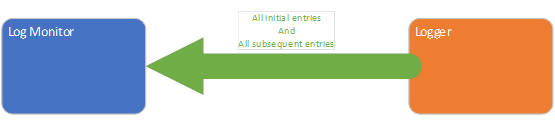 Log Monitor
All initial entries
And
All subsequent entries
Logger